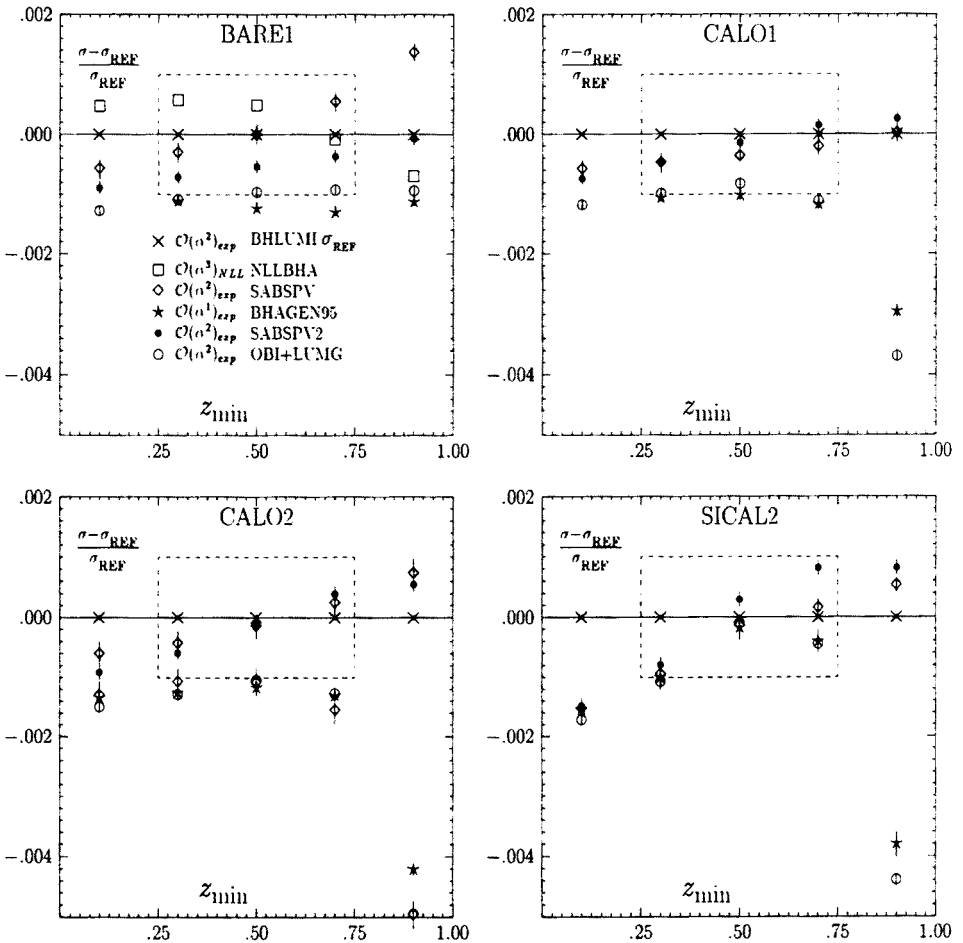 BARE1
σ−σREF
σREF
.002
.000
−.002
−.004
× O(α²)exp BHLUMI σREF
□ O(α³)NLL NLLBHA
◇ O(α²)exp SABSPV
★ O(α¹)exp BHAGEN95
• O(α²)exp SABSPV2
○ O(α²)exp OBI+LUMG
zmin
.25 .50 .75 1.00
CALO1
σ−σREF
σREF
.002
.000
−.002
−.004
zmin
.25 .50 .75 1.00
CALO2
σ−σREF
σREF
.002
.000
−.002
−.004
zmin
.25 .50 .75 1.00
SICAL2
σ−σREF
σREF
.002
.000
−.002
−.004
zmin
.25 .50 .75 1.00